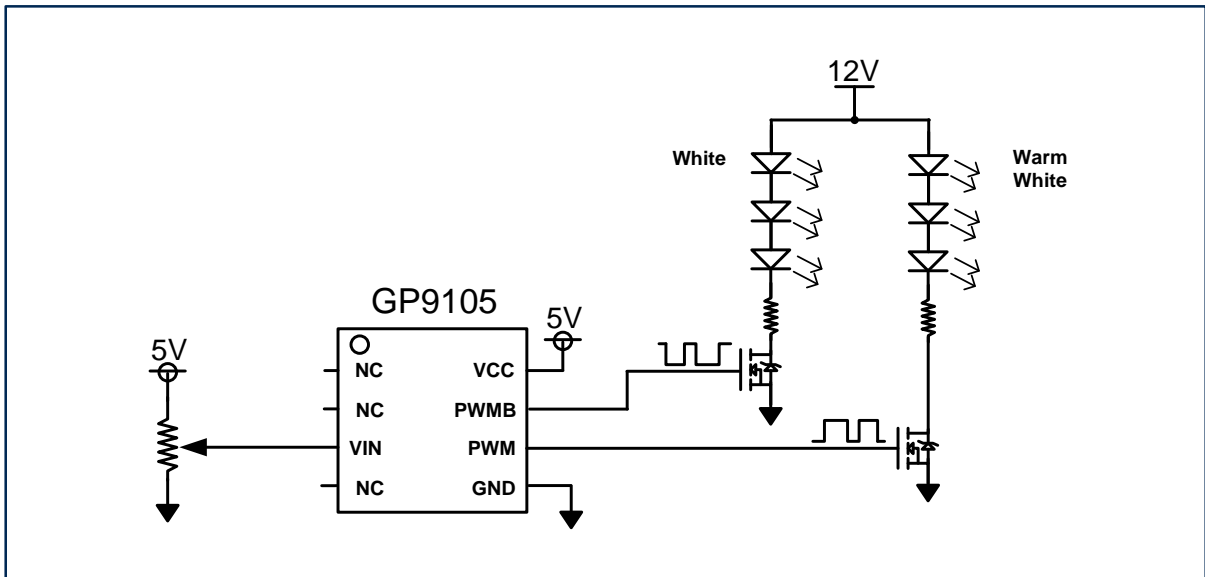 12V
White
Warm
White
GP9105
5V
5V
NC
VCC
NC
PWMB
VIN
PWM
NC
GND